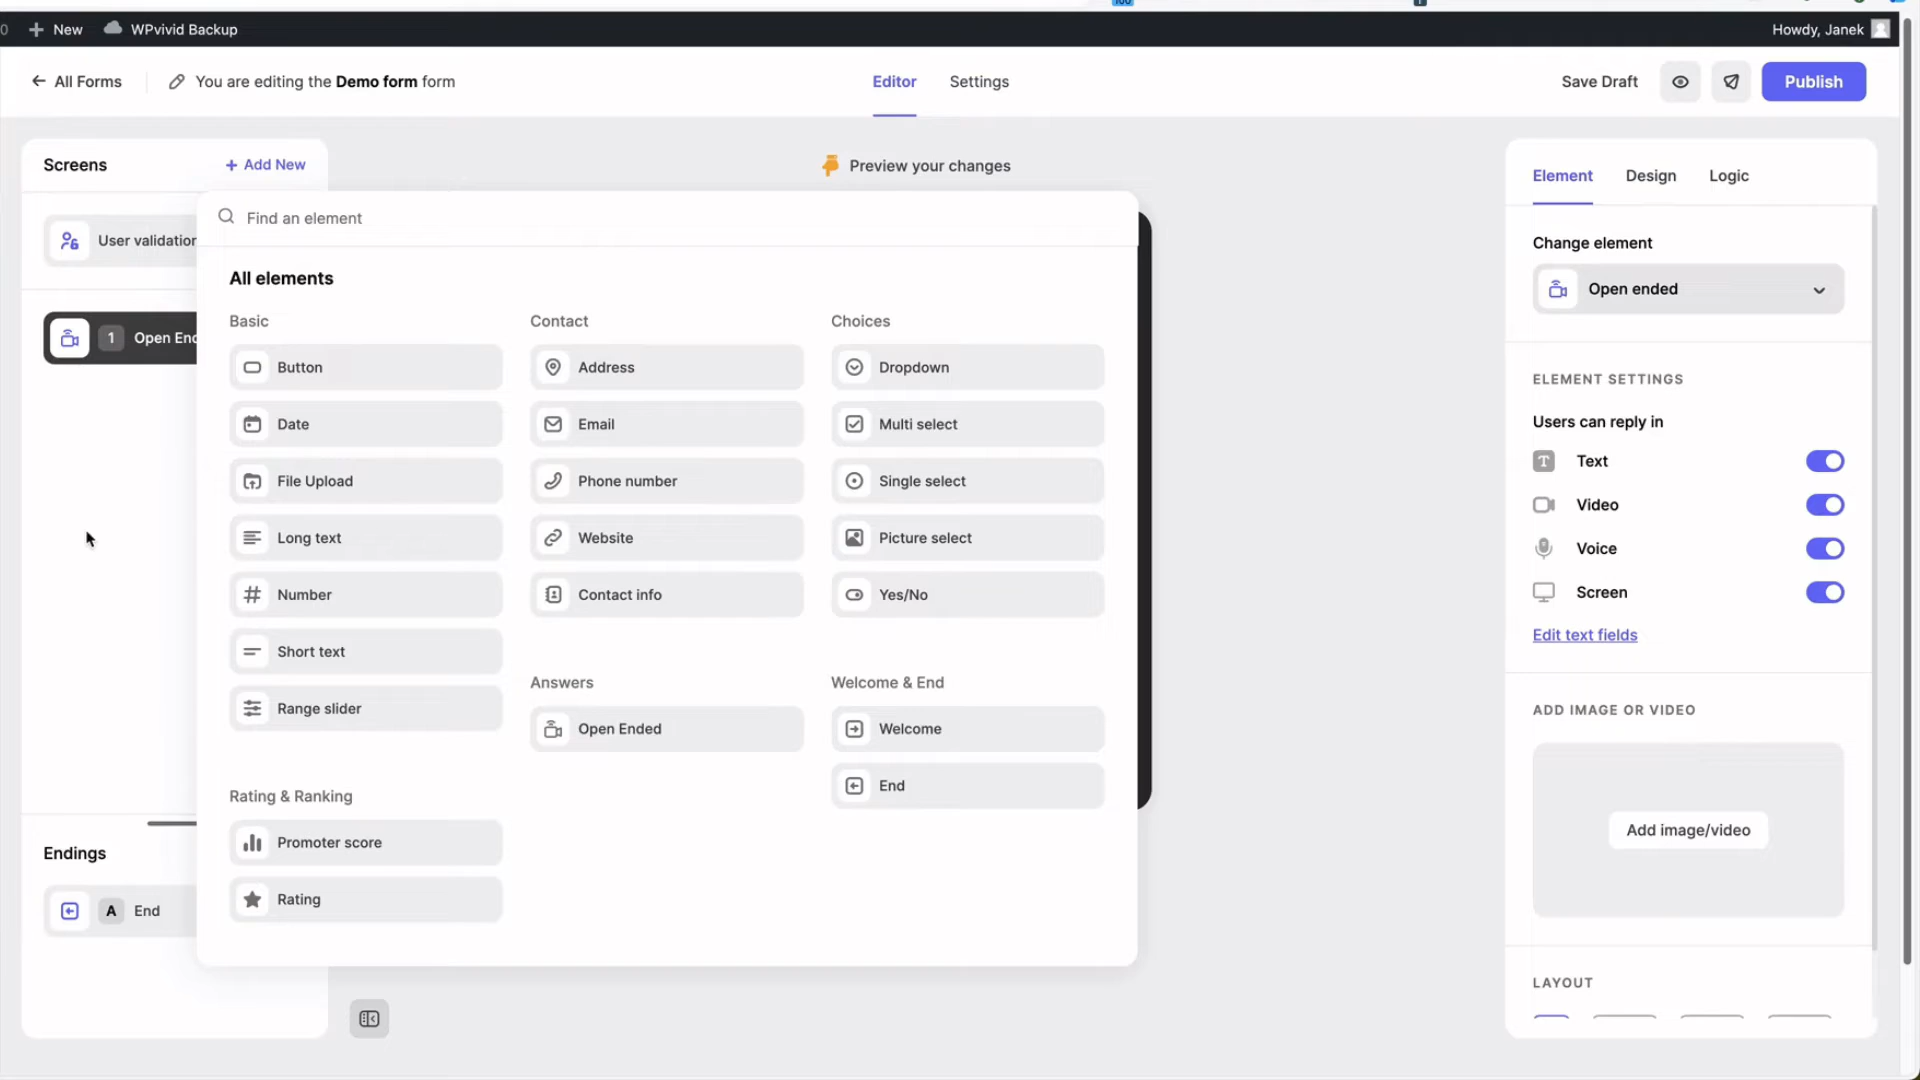 0 New WPvivid Backup Howdy, Janek
All Forms You are editing the Demo form form Editor Settings Save Draft Publish
Screens + Add New
Preview your changes
Element Design Logic
Find an element
User validation
All elements
Change element
Open ended
Basic Contact Choices
1 Open End
Button Address Dropdown
Date Email Multi select
File Upload Phone number Single select
Long text Website Picture select
Number Contact info Yes/No
Short text
Range slider
Answers Welcome & End
Open Ended Welcome
End
Rating & Ranking
Promoter score
Rating
ELEMENT SETTINGS
Users can reply in
Text
Video
Voice
Screen
Edit text fields
ADD IMAGE OR VIDEO
Add image/video
Endings
A End
LAYOUT